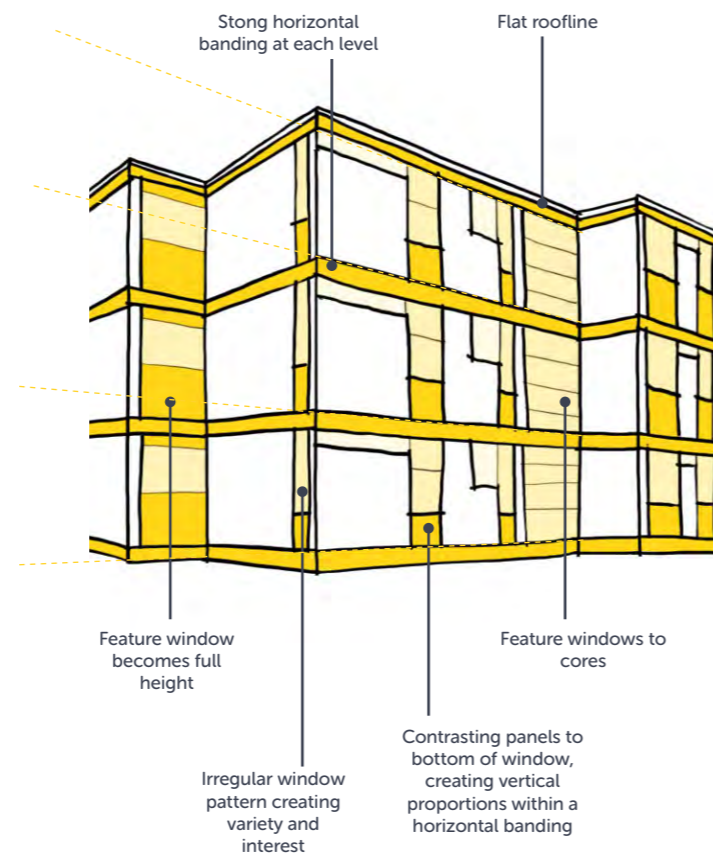 Stong horizontal
banding at each level
Flat roofline
Feature window
becomes full
height
Feature windows to
cores
Irregular window
pattern creating
variety and
interest
Contrasting panels to
bottom of window,
creating vertical
proportions within a
horizontal banding